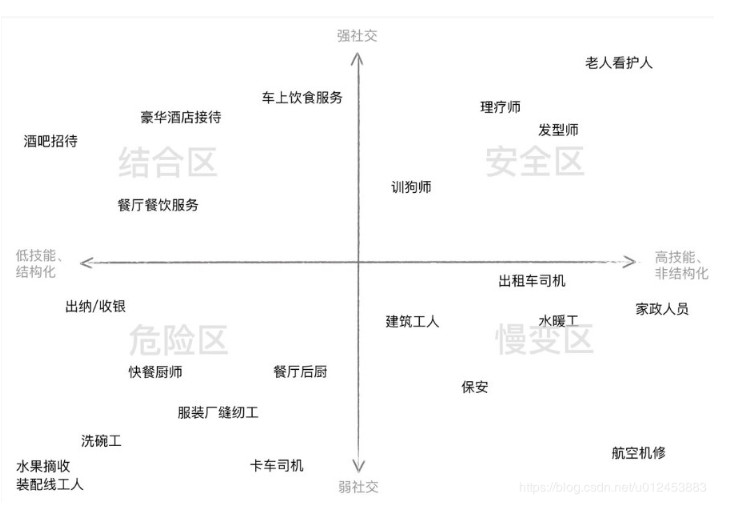 强社交
老人看护人
车上饮食服务
理疗师
豪华酒店接待
发型师
酒吧招待
结合区
安全区
训狗师
餐厅餐饮服务
低技能、
结构化
高技能、
非结构化
出租车司机
出纳/收银
家政人员
建筑工人
水暖工
危险区
慢变区
快餐厨师
餐厅后厨
保安
服装厂缝纫工
洗碗工
航空机修
水果摘收
卡车司机
装配线工人
弱社交
https://blog.csdn.net/u012453883